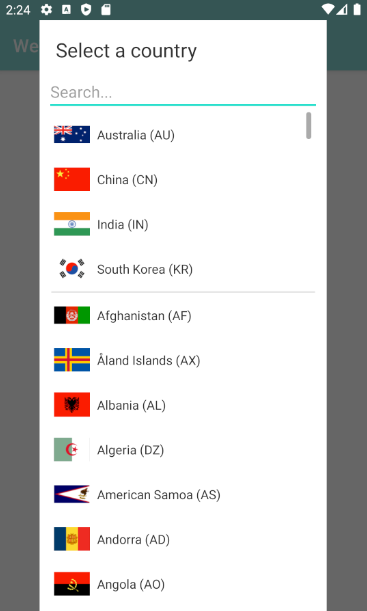 2:24
We
Select a country
Search...
Australia (AU)
China (CN)
India (IN)
South Korea (KR)
Afghanistan (AF)
Åland Islands (AX)
Albania (AL)
Algeria (DZ)
American Samoa (AS)
Andorra (AD)
Angola (AO)